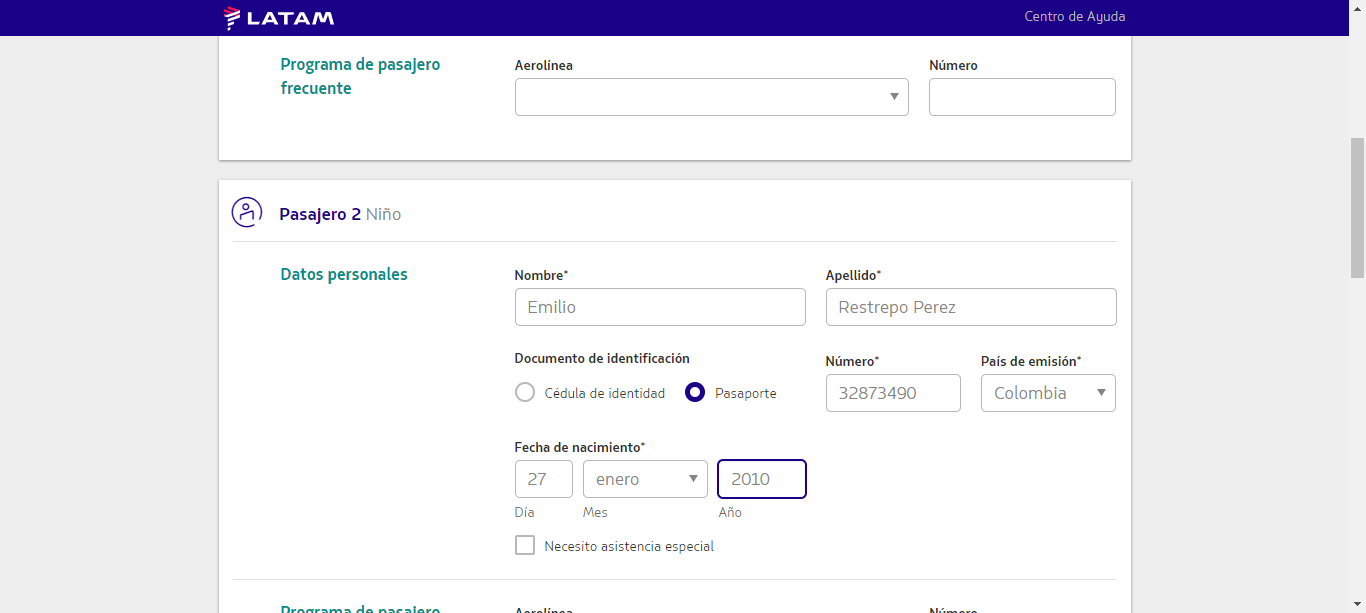 LATAM
Centro de Ayuda
Programa de pasajero
frecuente
Aerolínea
Número
Pasajero 2 Niño
Datos personales
Nombre*
Apellido*
Emilio
Restrepo Perez
Documento de identificación
Número*
País de emisión*
Cédula de identidad
Pasaporte
32873490
Colombia
Fecha de nacimiento*
27
enero
2010
Día
Mes
Año
Necesito asistencia especial
Programa de pasajero
Aerolínea
Número